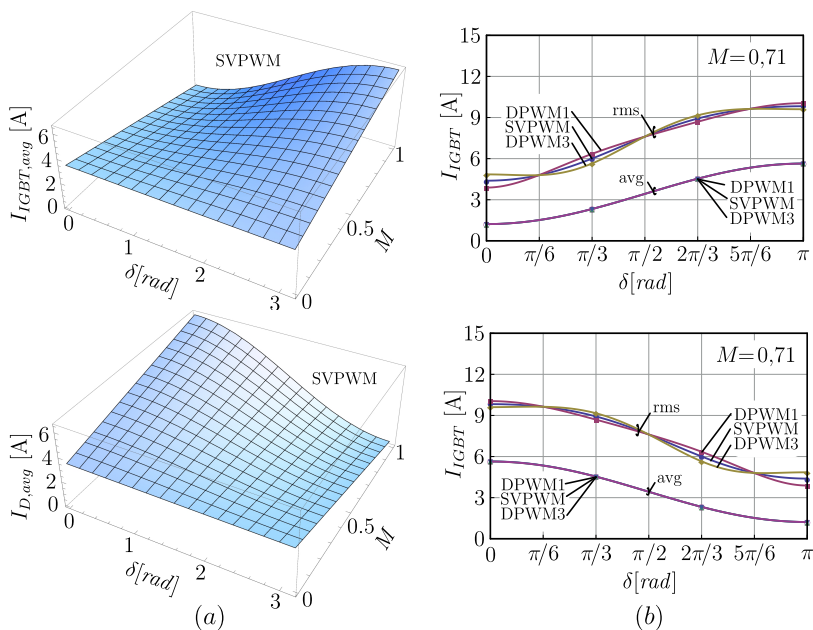 SVPWM
I_{IGBT,avg} [A]
6
4
2
0
0
1
2
3
δ[rad]
0
0.5
1
M
15
12
9
6
3
0
I_{IGBT} [A]
M=0,71
DPWM1
SVPWM
DPWM3
rms
avg
DPWM1
SVPWM
DPWM3
0 π/6 π/3 π/2 2π/3 5π/6 π
δ[rad]
SVPWM
I_{D,avg} [A]
6
4
2
0
0
1
2
3
δ[rad]
0
0.5
1
M
(a)
15
12
9
6
3
0
I_{IGBT} [A]
M=0,71
rms
DPWM1
SVPWM
DPWM3
avg
DPWM1
SVPWM
DPWM3
0 π/6 π/3 π/2 2π/3 5π/6 π
δ[rad]
(b)